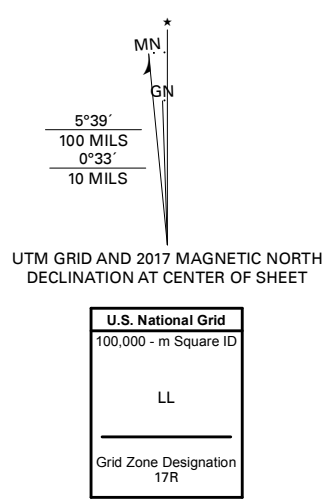 ★
MN
GN
5°39´
100 MILS
0°33´
10 MILS
UTM GRID AND 2017 MAGNETIC NORTH
DECLINATION AT CENTER OF SHEET
U.S. National Grid
100,000 - m Square ID
LL
Grid Zone Designation
17R